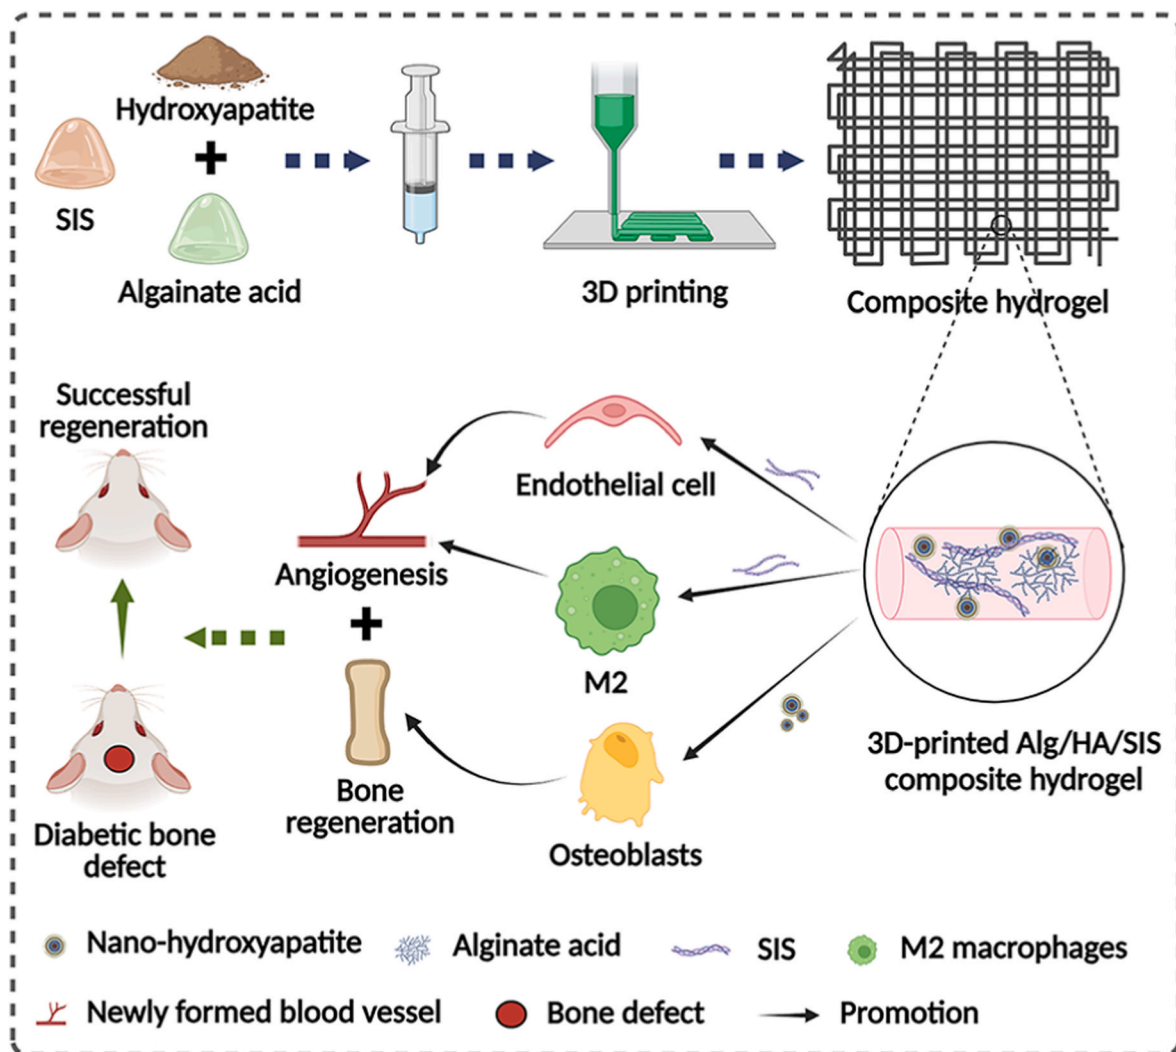 Hydroxyapatite
+
SIS
Algainate acid
3D printing
Composite hydrogel
Successful
regeneration
Endothelial cell
Angiogenesis
+
M2
Bone
regeneration
Osteoblasts
3D-printed Alg/HA/SIS
composite hydrogel
Diabetic bone
defect
Nano-hydroxyapatite
Alginate acid
SIS
M2 macrophages
Newly formed blood vessel
Bone defect
Promotion